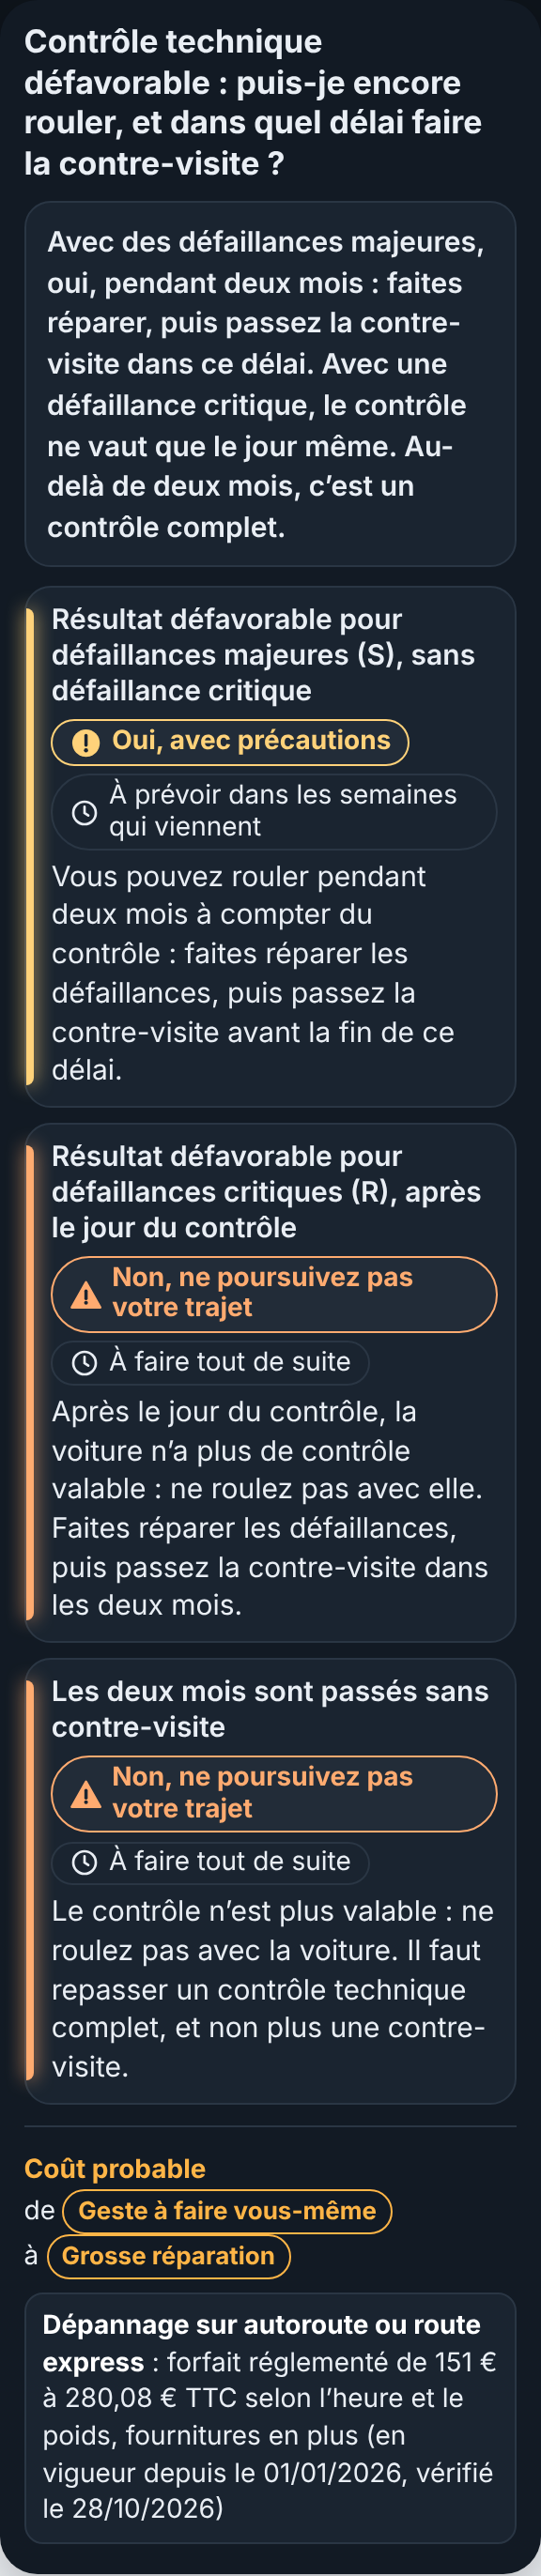 Contrôle technique
défavorable : puis-je encore
rouler, et dans quel délai faire
la contre-visite ?
Avec des défaillances majeures,
oui, pendant deux mois : faites
réparer, puis passez la contre-
visite dans ce délai. Avec une
défaillance critique, le contrôle
ne vaut que le jour même. Au-
delà de deux mois, c’est un
contrôle complet.
Résultat défavorable pour
défaillances majeures (S), sans
défaillance critique
Oui, avec précautions
À prévoir dans les semaines
qui viennent
Vous pouvez rouler pendant
deux mois à compter du
contrôle : faites réparer les
défaillances, puis passez la
contre-visite avant la fin de ce
délai.
Résultat défavorable pour
défaillances critiques (R), après
le jour du contrôle
Non, ne poursuivez pas
votre trajet
À faire tout de suite
Après le jour du contrôle, la
voiture n’a plus de contrôle
valable : ne roulez pas avec elle.
Faites réparer les défaillances,
puis passez la contre-visite dans
les deux mois.
Les deux mois sont passés sans
contre-visite
Non, ne poursuivez pas
votre trajet
À faire tout de suite
Le contrôle n’est plus valable : ne
roulez pas avec la voiture. Il faut
repasser un contrôle technique
complet, et non plus une contre-
visite.
Coût probable
de Geste à faire vous-même
à Grosse réparation
Dépannage sur autoroute ou route
express : forfait réglementé de 151 €
à 280,08 € TTC selon l’heure et le
poids, fournitures en plus (en
vigueur depuis le 01/01/2026, vérifié
le 28/10/2026)